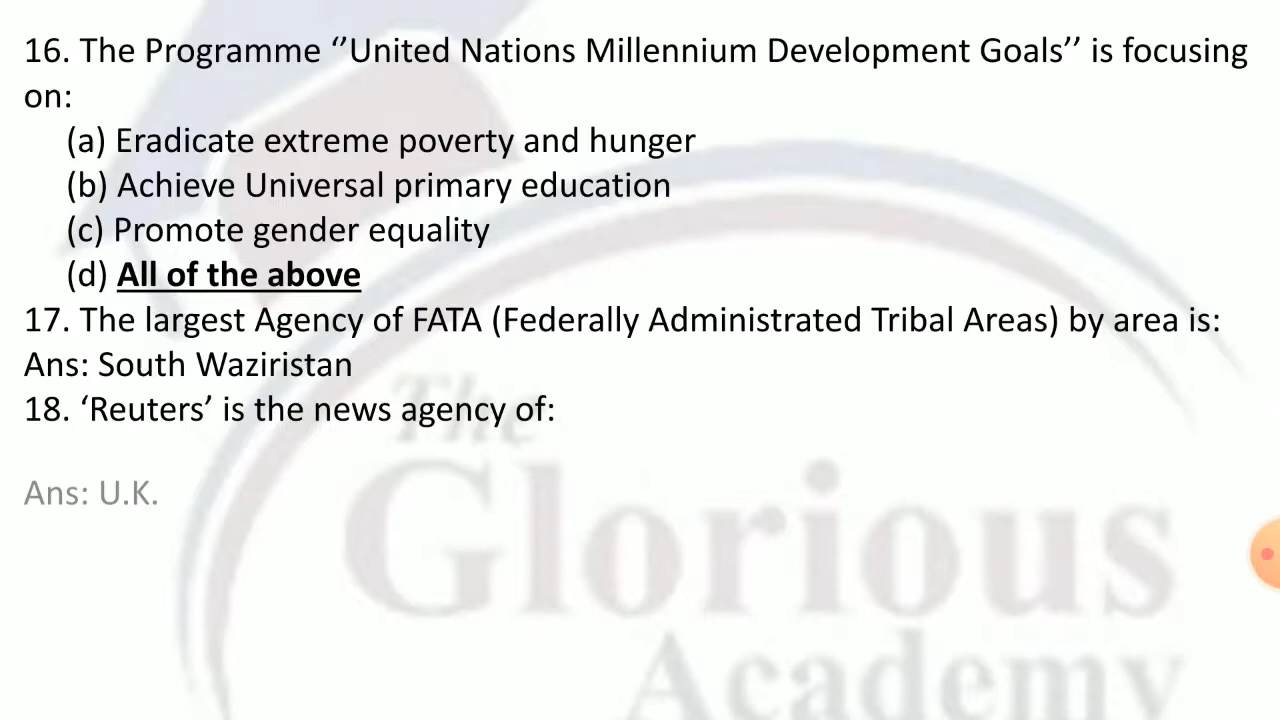 16. The Programme ‘’United Nations Millennium Development Goals’’ is focusing
on:
(a) Eradicate extreme poverty and hunger
(b) Achieve Universal primary education
(c) Promote gender equality
(d) All of the above
17. The largest Agency of FATA (Federally Administrated Tribal Areas) by area is:
Ans: South Waziristan
18. ‘Reuters’ is the news agency of:
Ans: U.K.
The
Glorious
Academy